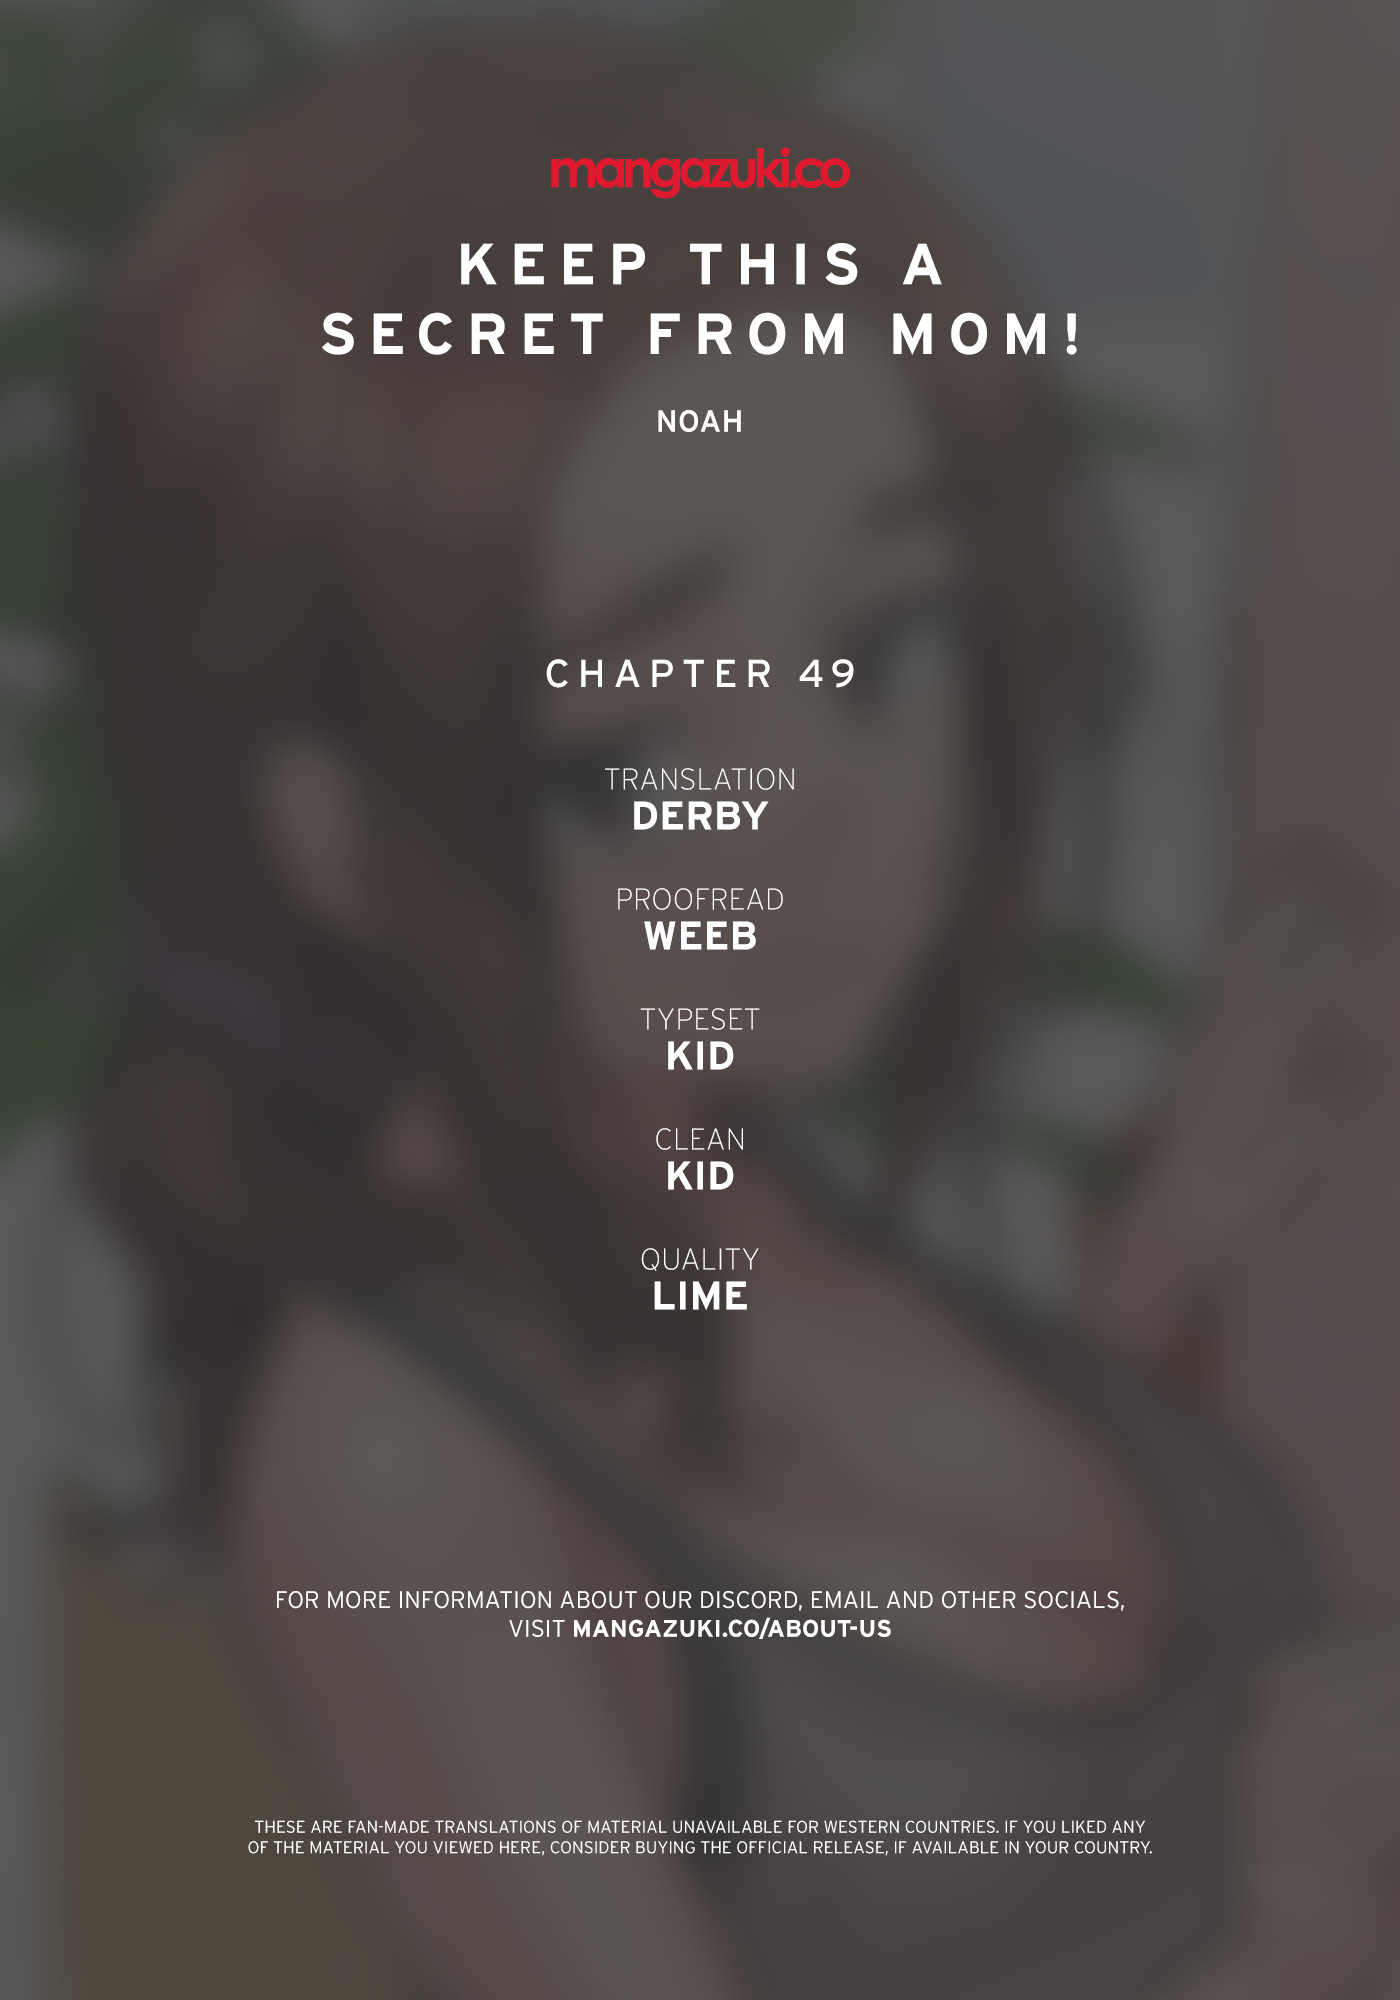 mangazuki.co
KEEP THIS A
SECRET FROM MOM!
NOAH
CHAPTER 49
TRANSLATION
DERBY
PROOFREAD
WEEB
TYPESET
KID
CLEAN
KID
QUALITY
LIME
FOR MORE INFORMATION ABOUT OUR DISCORD, EMAIL AND OTHER SOCIALS,
VISIT MANGAZUKI.CO/ABOUT-US
THESE ARE FAN-MADE TRANSLATIONS OF MATERIAL UNAVAILABLE FOR WESTERN COUNTRIES. IF YOU LIKED ANY
OF THE MATERIAL YOU VIEWED HERE, CONSIDER BUYING THE OFFICIAL RELEASE, IF AVAILABLE IN YOUR COUNTRY.